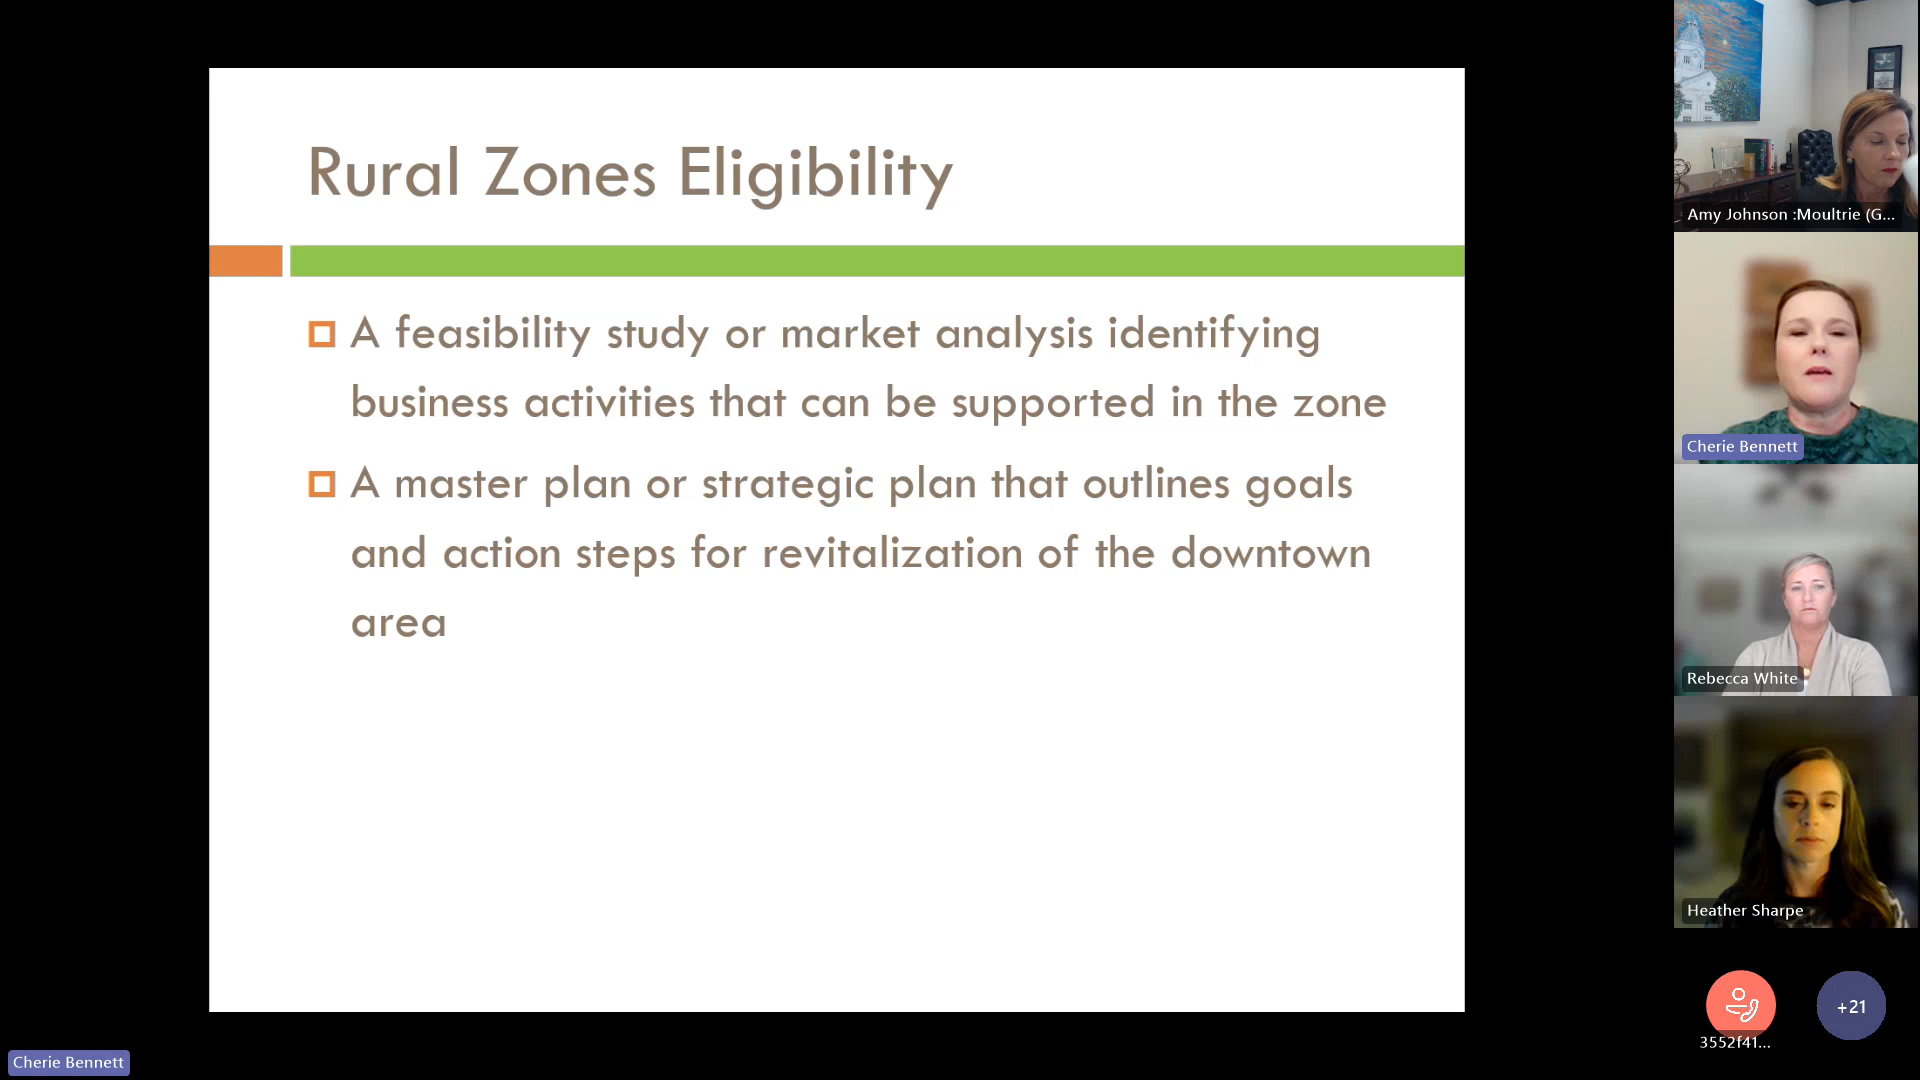 Rural Zones Eligibility
A feasibility study or market analysis identifying
business activities that can be supported in the zone
A master plan or strategic plan that outlines goals
and action steps for revitalization of the downtown
area
Amy Johnson :Moultrie (G...
Cherie Bennett
Rebecca White
Heather Sharpe
3552f41...
+21
Cherie Bennett